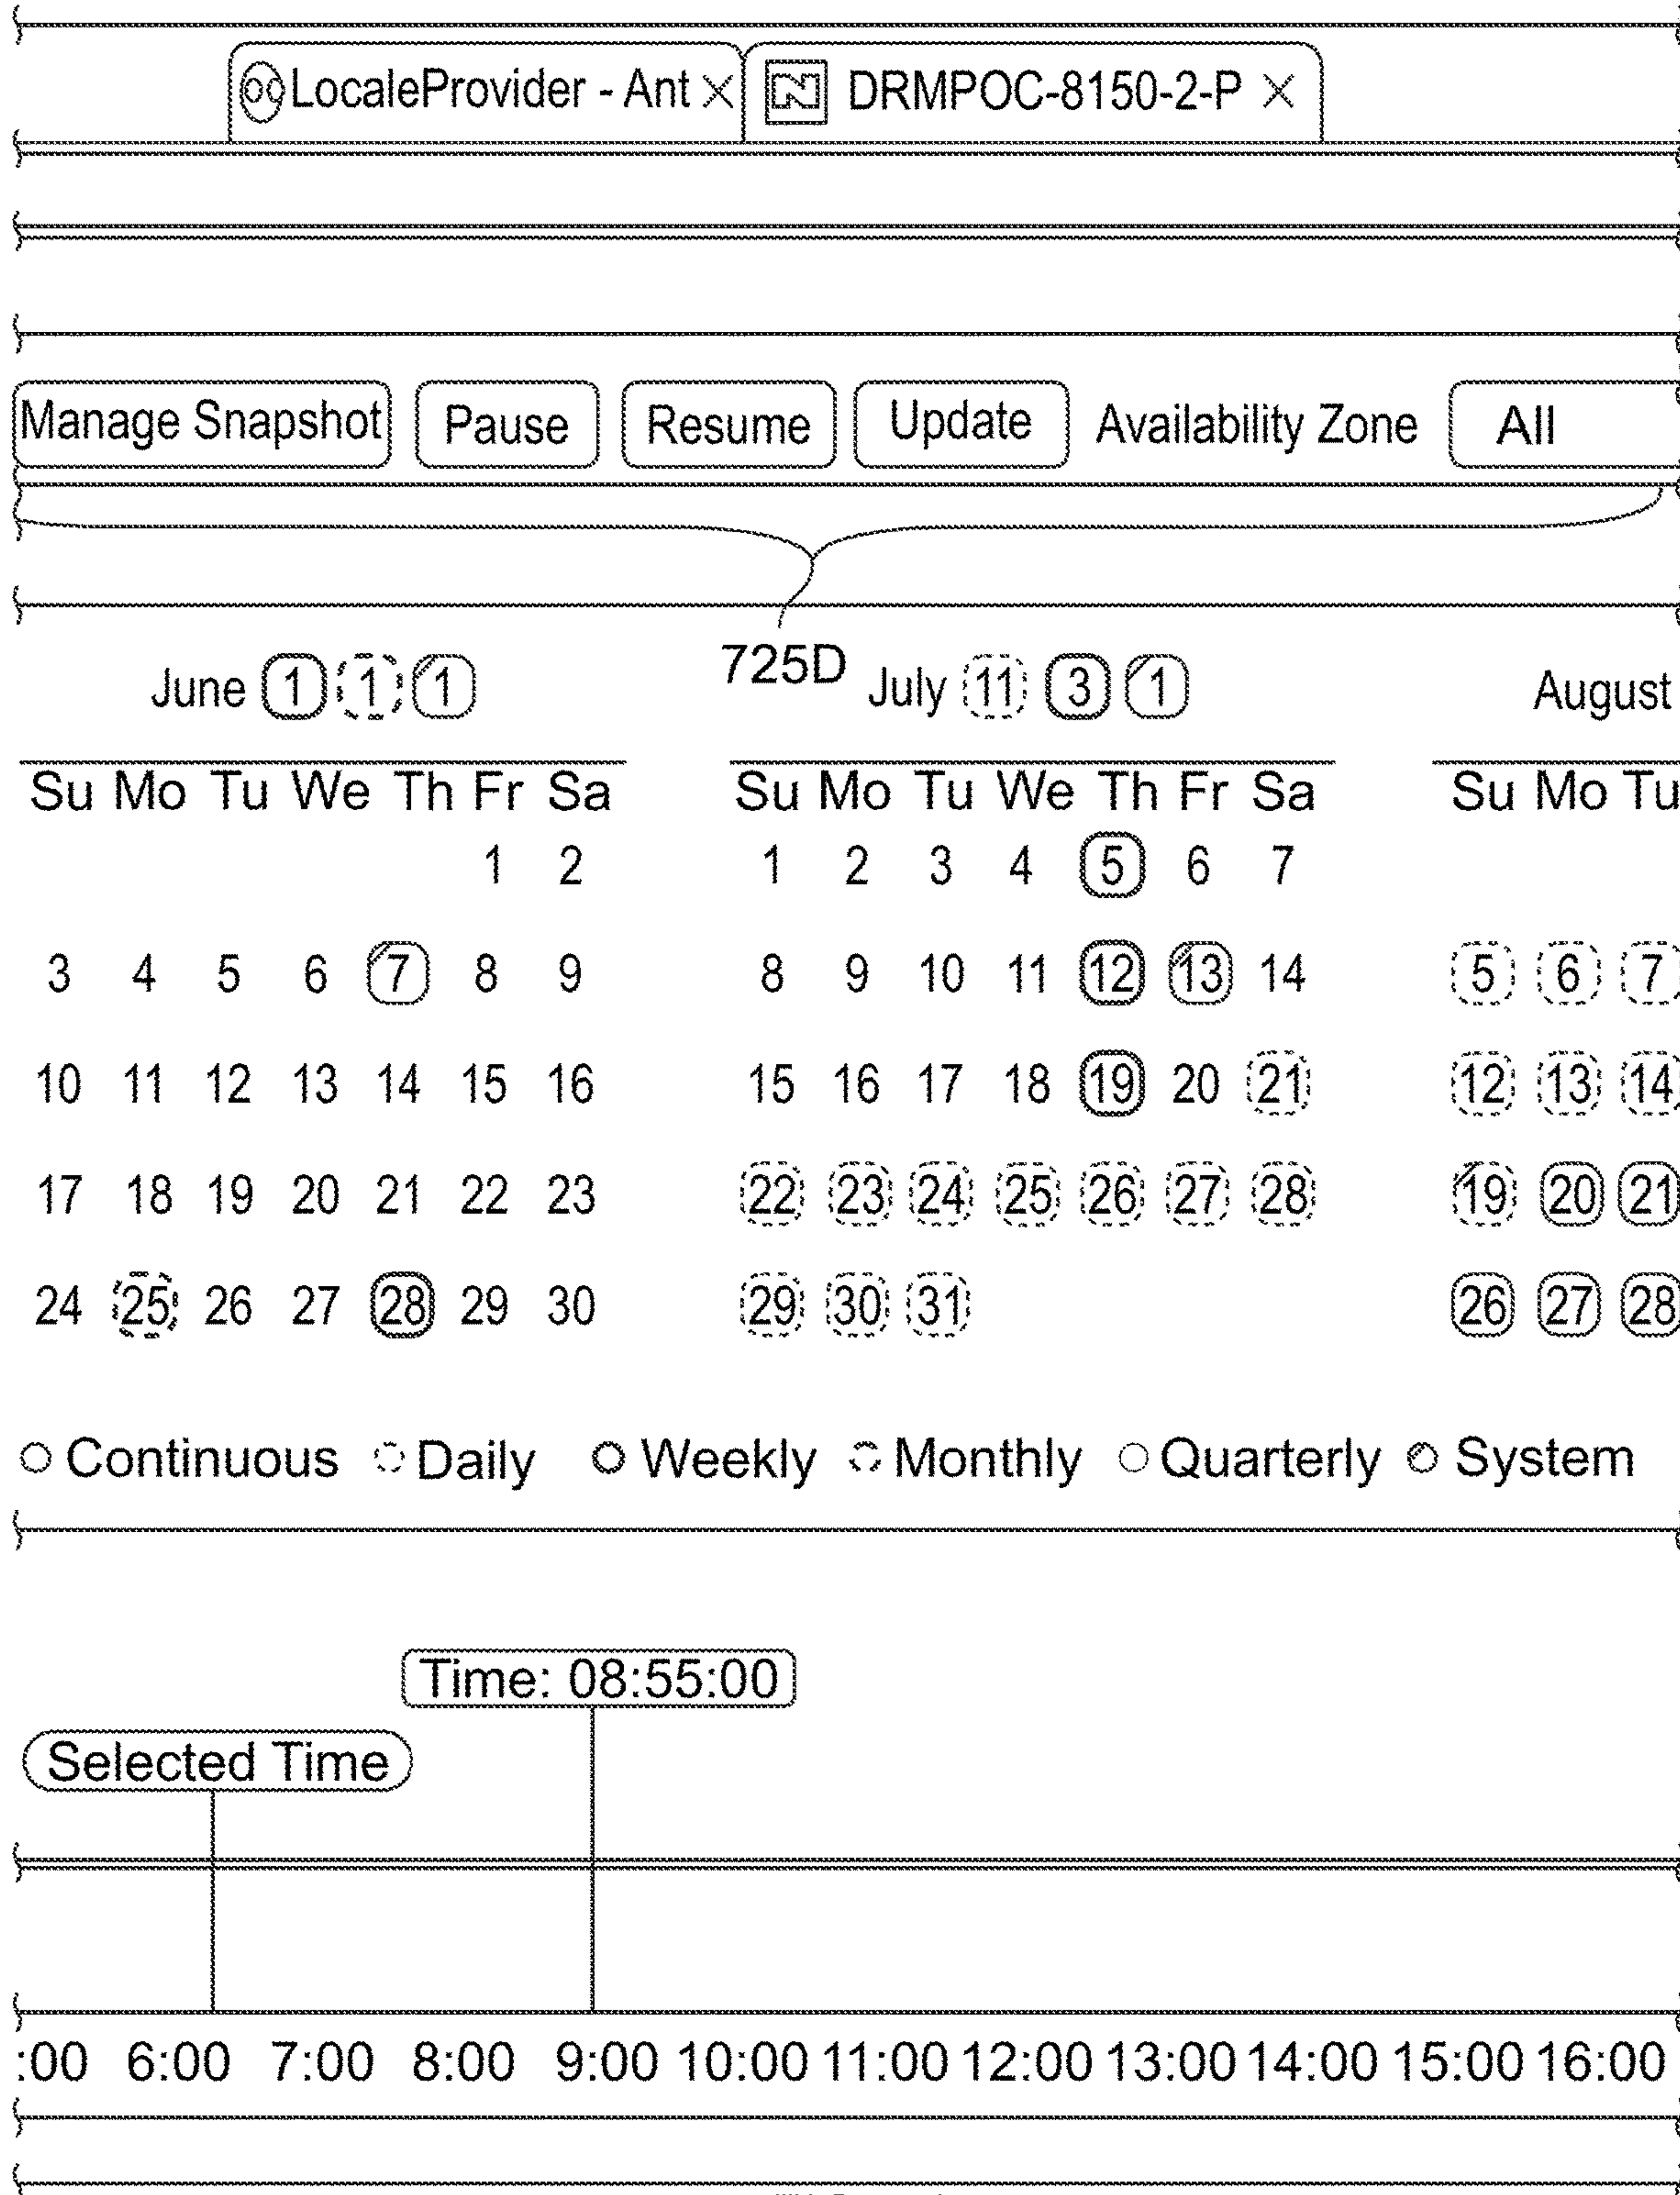 LocaleProvider - Ant × DRMPOC-8150-2-P ×
Manage Snapshot Pause Resume Update Availability Zone All
725D
June 1 1 1 July 11 3 1 August
Su Mo Tu We Th Fr Sa Su Mo Tu We Th Fr Sa Su Mo Tu
1 2 1 2 3 4 5 6 7
3 4 5 6 7 8 9 8 9 10 11 12 13 14 5 6 7
10 11 12 13 14 15 16 15 16 17 18 19 20 21 12 13 14
17 18 19 20 21 22 23 22 23 24 25 26 27 28 19 20 21
24 25 26 27 28 29 30 29 30 31 26 27 28
Continuous Daily Weekly Monthly Quarterly System
Time: 08:55:00
Selected Time
:00 6:00 7:00 8:00 9:00 10:00 11:00 12:00 13:00 14:00 15:00 16:00